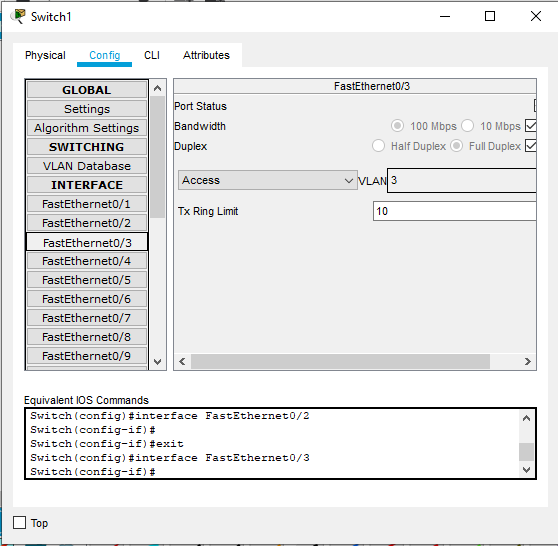 Switch1
Physical Config CLI Attributes
GLOBAL
Settings
Algorithm Settings
SWITCHING
VLAN Database
INTERFACE
FastEthernet0/1
FastEthernet0/2
FastEthernet0/3
FastEthernet0/4
FastEthernet0/5
FastEthernet0/6
FastEthernet0/7
FastEthernet0/8
FastEthernet0/9
FastEthernet0/3
Port Status
Bandwidth 100 Mbps 10 Mbps
Duplex Half Duplex Full Duplex
Access VLAN 3
Tx Ring Limit 10
Equivalent IOS Commands
Switch(config)#interface FastEthernet0/2
Switch(config-if)#
Switch(config-if)#exit
Switch(config)#interface FastEthernet0/3
Switch(config-if)#
Top